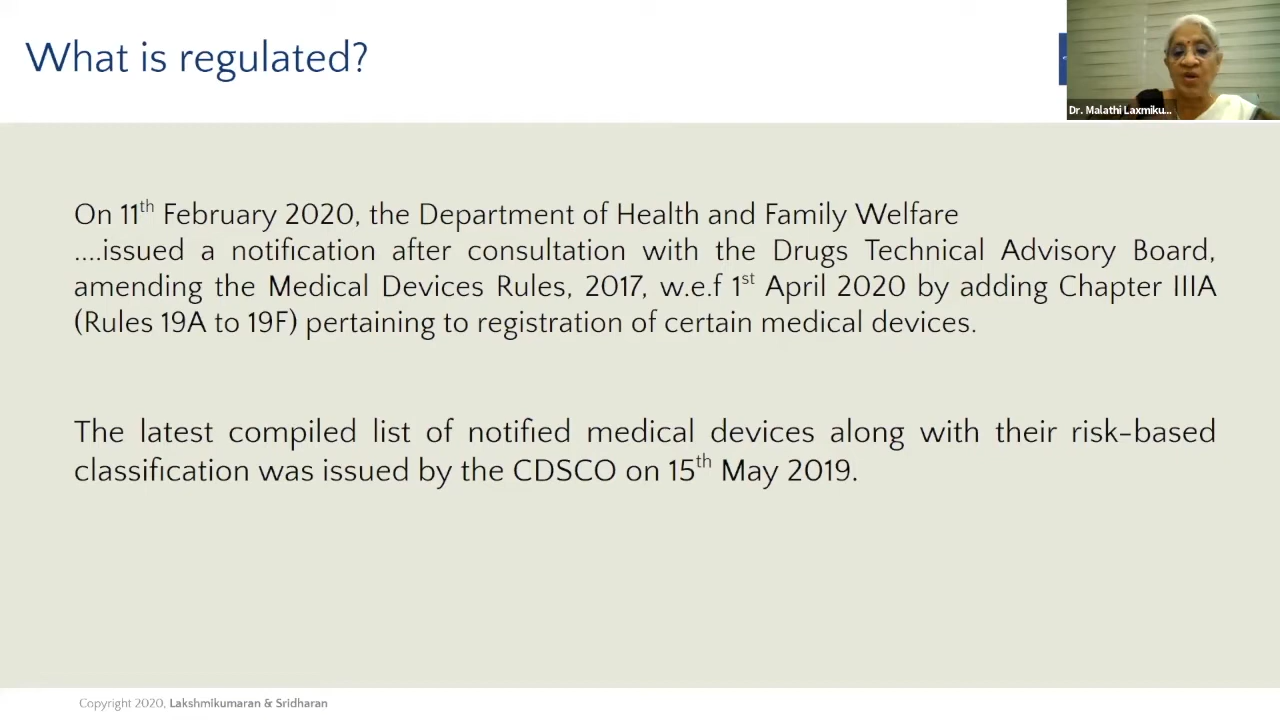 What is regulated?
Dr. Malathi Laxmiku...
On 11th February 2020, the Department of Health and Family Welfare
....issued a notification after consultation with the Drugs Technical Advisory Board,
amending the Medical Devices Rules, 2017, w.e.f 1st April 2020 by adding Chapter IIIA
(Rules 19A to 19F) pertaining to registration of certain medical devices.
The latest compiled list of notified medical devices along with their risk-based
classification was issued by the CDSCO on 15th May 2019.
Copyright 2020, Lakshmikumaran & Sridharan